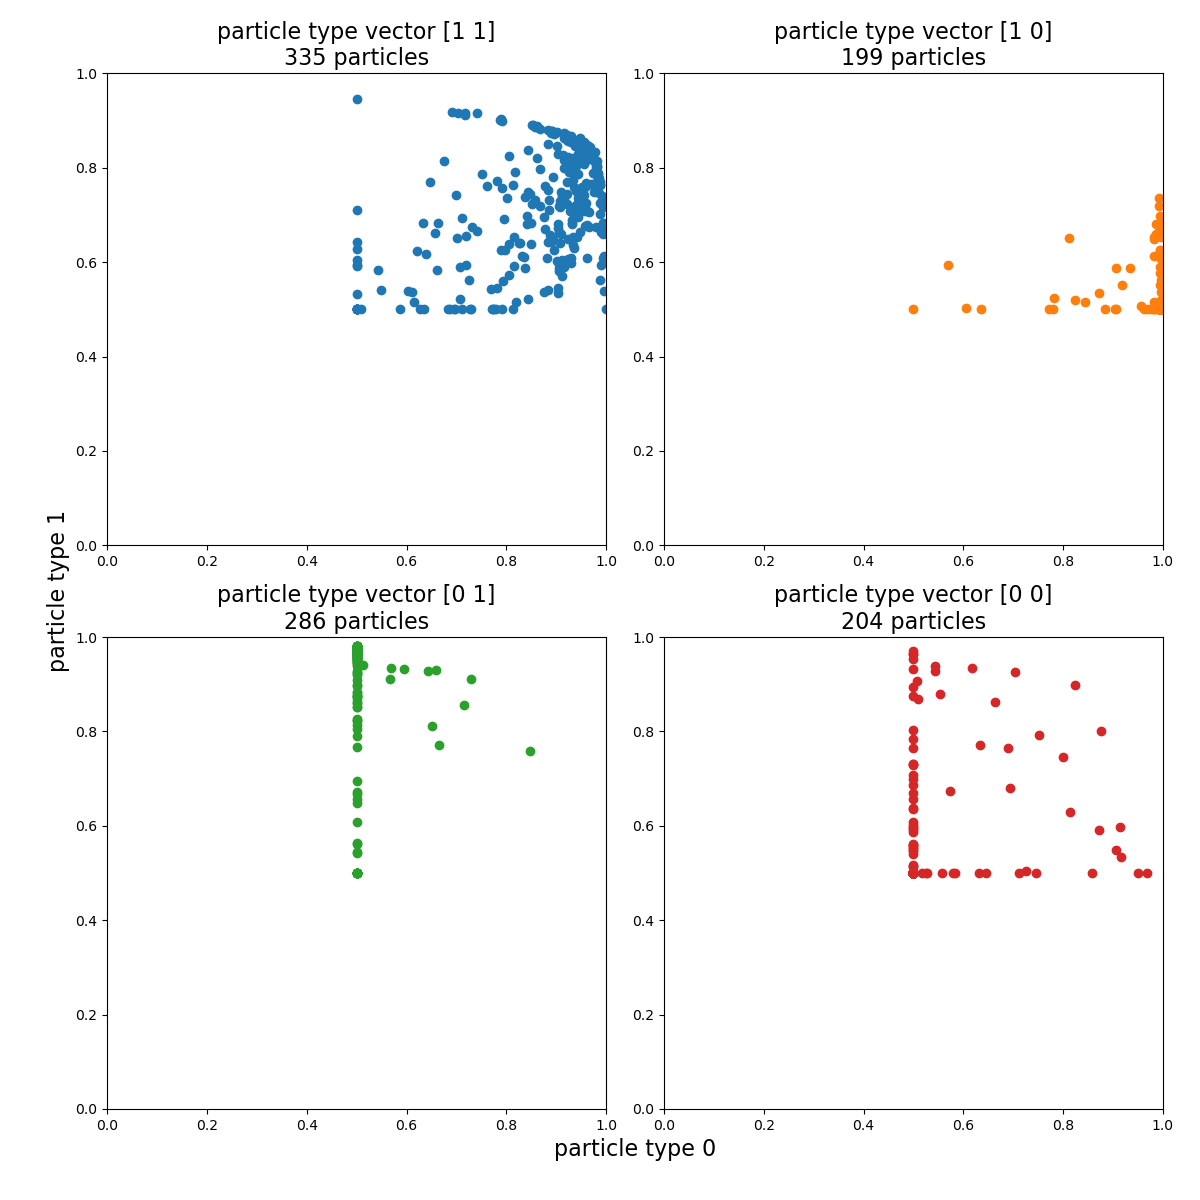 particle type vector [1 1]
335 particles
particle type vector [1 0]
199 particles
1.0
0.8
0.6
0.4
0.2
0.0
0.0 0.2 0.4 0.6 0.8 1.0
1.0
0.8
0.6
0.4
0.2
0.0
0.0 0.2 0.4 0.6 0.8 1.0
particle type vector [0 1]
286 particles
particle type vector [0 0]
204 particles
1.0
0.8
0.6
0.4
0.2
0.0
0.0 0.2 0.4 0.6 0.8 1.0
1.0
0.8
0.6
0.4
0.2
0.0
0.0 0.2 0.4 0.6 0.8 1.0
particle type 1
particle type 0